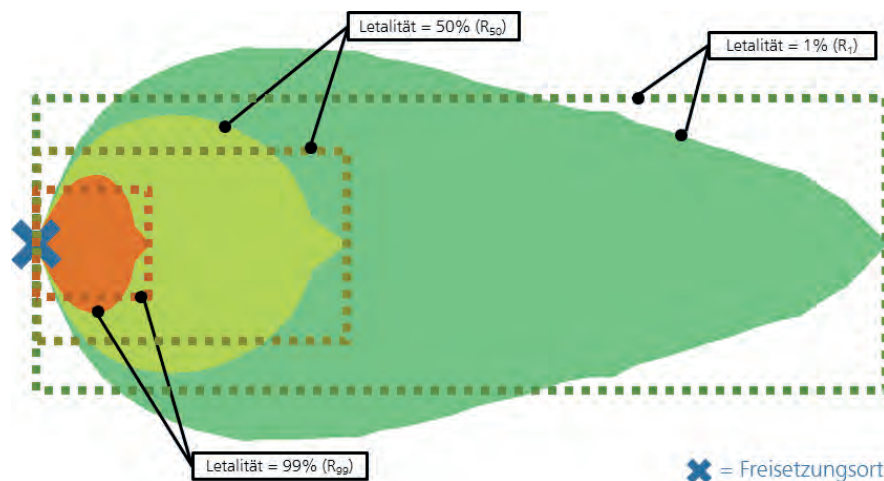 Letalität = 50% (R₅₀)
Letalität = 1% (R₁)
Letalität = 99% (R₉₉)
= Freisetzungsort